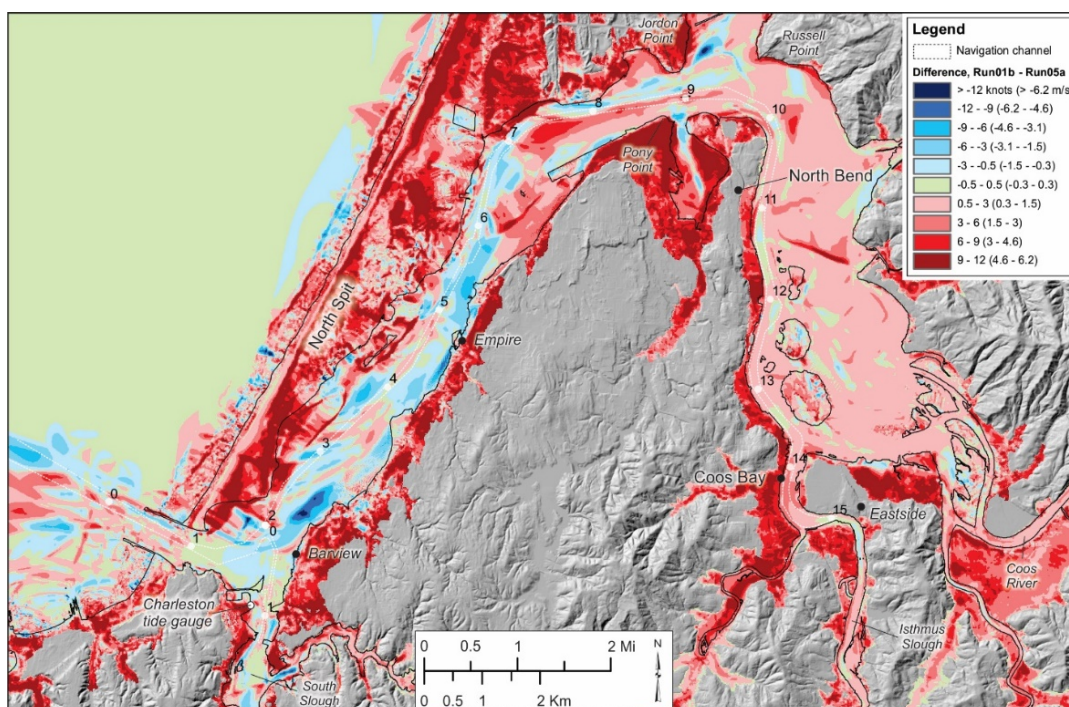 Jordon
Point
Russell
Point
Legend
Navigation channel
Difference, Run01b - Run05a
> -12 knots (> -6.2 m/s
-12 - -9 (-6.2 - -4.6)
-9 - -6 (-4.6 - -3.1)
-6 - -3 (-3.1 - -1.5)
-3 - -0.5 (-1.5 - -0.3)
-0.5 - 0.5 (-0.3 - 0.3)
0.5 - 3 (0.3 - 1.5)
3 - 6 (1.5 - 3)
6 - 9 (3 - 4.6)
9 - 12 (4.6 - 6.2)
9
8
10
7
Pony
Point
North Bend
11
6
12
5
North Spit
Empire
4
13
3
14
Coos Bay
0
2
0
15
Eastside
1
Barview
Coos
River
Charleston
tide gauge
1
Isthmus
Slough
South
Slough
0 0.5 1 2 Mi
0 0.5 1 2 Km
N